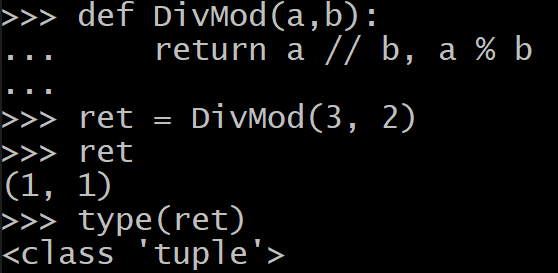 >>> def DivMod(a,b):
...     return a // b, a % b
...
>>> ret = DivMod(3, 2)
>>> ret
(1, 1)
>>> type(ret)
<class 'tuple'>